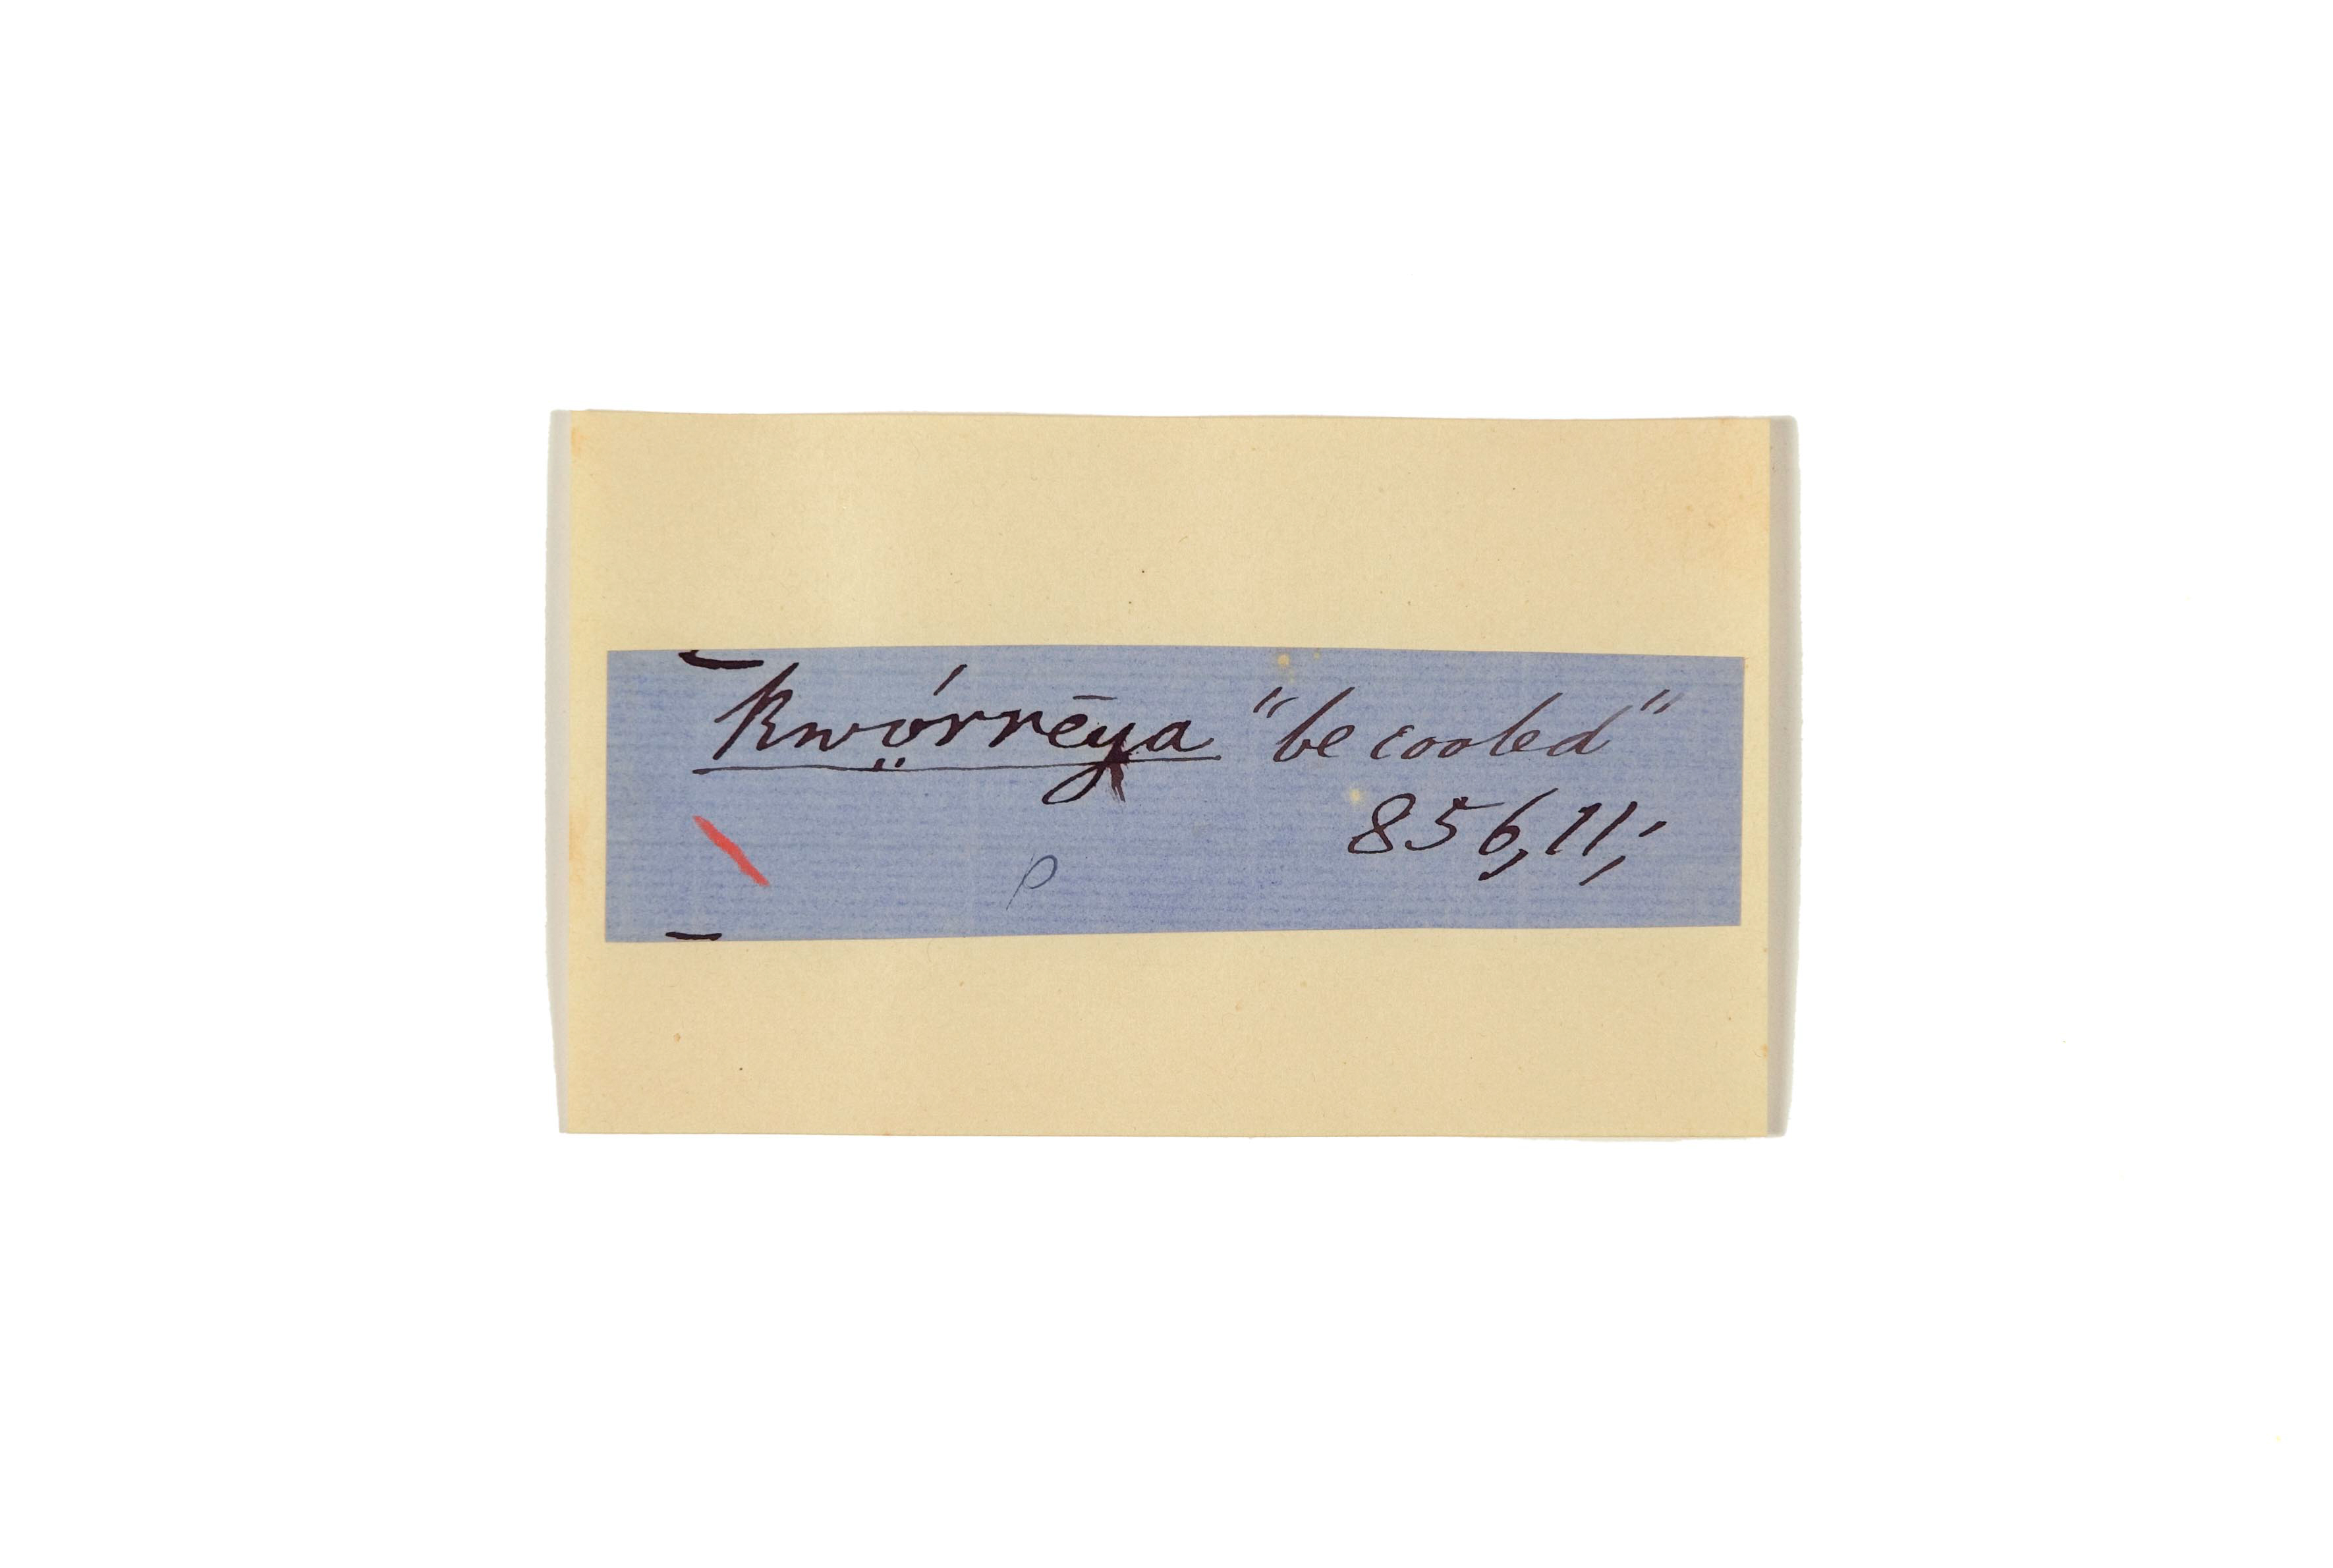 kwọ̈́rrēya "be cooled"
856,11;
ρ